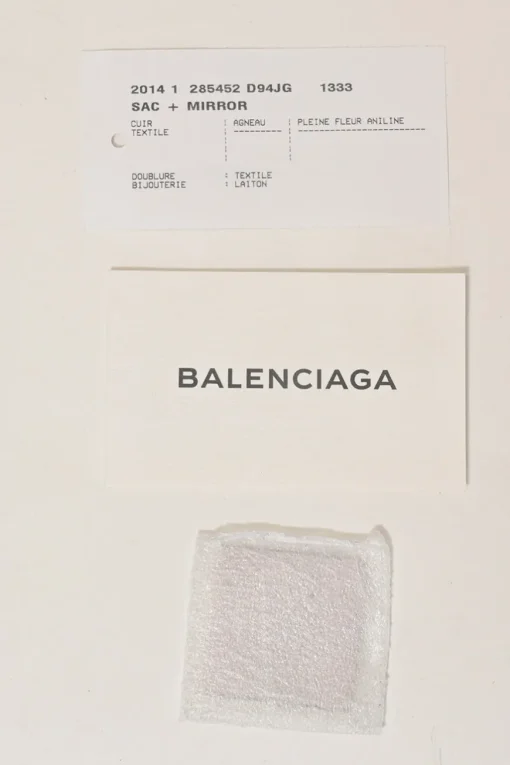 2014 1 285452 D94JG 1333
SAC + MIRROR
CUIR : AGNEAU : PLEINE FLEUR ANILINE
TEXTILE
DOUBLURE : TEXTILE
BIJOUTERIE : LAITON
BALENCIAGA